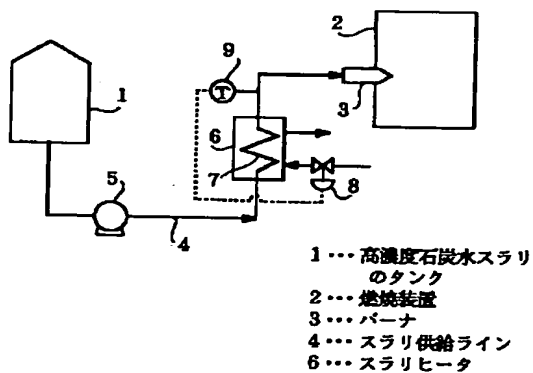 1
2
3
4
5
6
7
8
9
T
1・・・高濃度石炭水スラリ
のタンク
2・・・燃焼装置
3・・・バーナ
4・・・スラリ供給ライン
6・・・スラリヒータ